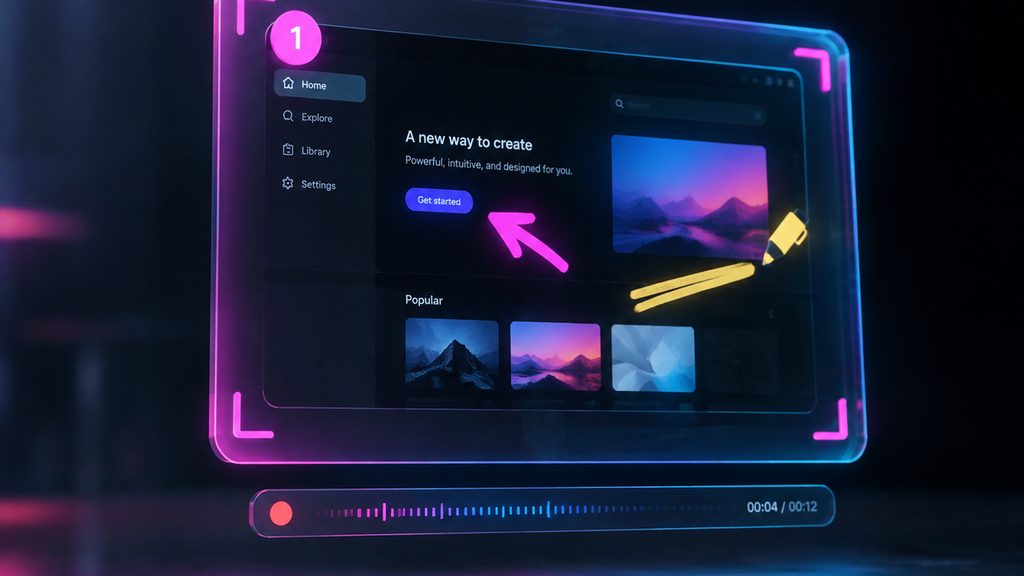 1
Home
Explore
Library
Settings
A new way to create
Powerful, intuitive, and designed for you.
Get started
Popular
00:04 / 00:12